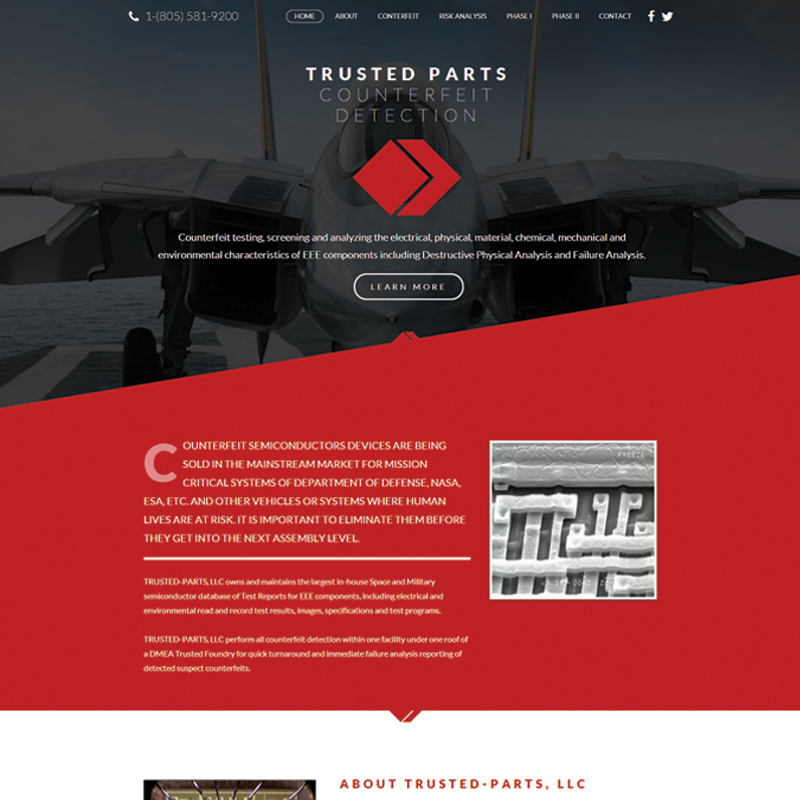 1-(805) 581-9200
HOME ABOUT COUNTERFEIT RISK ANALYSIS PHASE I PHASE II CONTACT
TRUSTED PARTS
COUNTERFEIT
DETECTION
Counterfeit testing, screening and analyzing the electrical, physical, material, chemical, mechanical and
environmental characteristics of EEE components including Destructive Physical Analysis and Failure Analysis.
LEARN MORE
COUNTERFEIT SEMICONDUCTORS DEVICES ARE BEING
SOLD IN THE MAINSTREAM MARKET FOR MISSION
CRITICAL SYSTEMS OF DEPARTMENT OF DEFENSE, NASA,
ESA, ETC. AND OTHER VEHICLES OR SYSTEMS WHERE HUMAN
LIVES ARE AT RISK. IT IS IMPORTANT TO ELIMINATE THEM BEFORE
THEY GET INTO THE NEXT ASSEMBLY LEVEL.
TRUSTED-PARTS, LLC owns and maintains the largest in-house Space and Military
semiconductor database of Test Reports for EEE components, including electrical and
environmental read and record test results, images, specifications and test programs.
TRUSTED-PARTS, LLC perform all counterfeit detection within one facility under one roof of
a DMEA Trusted Foundry for quick turnaround and immediate failure analysis reporting of
detected suspect counterfeits.
ABOUT TRUSTED-PARTS, LLC